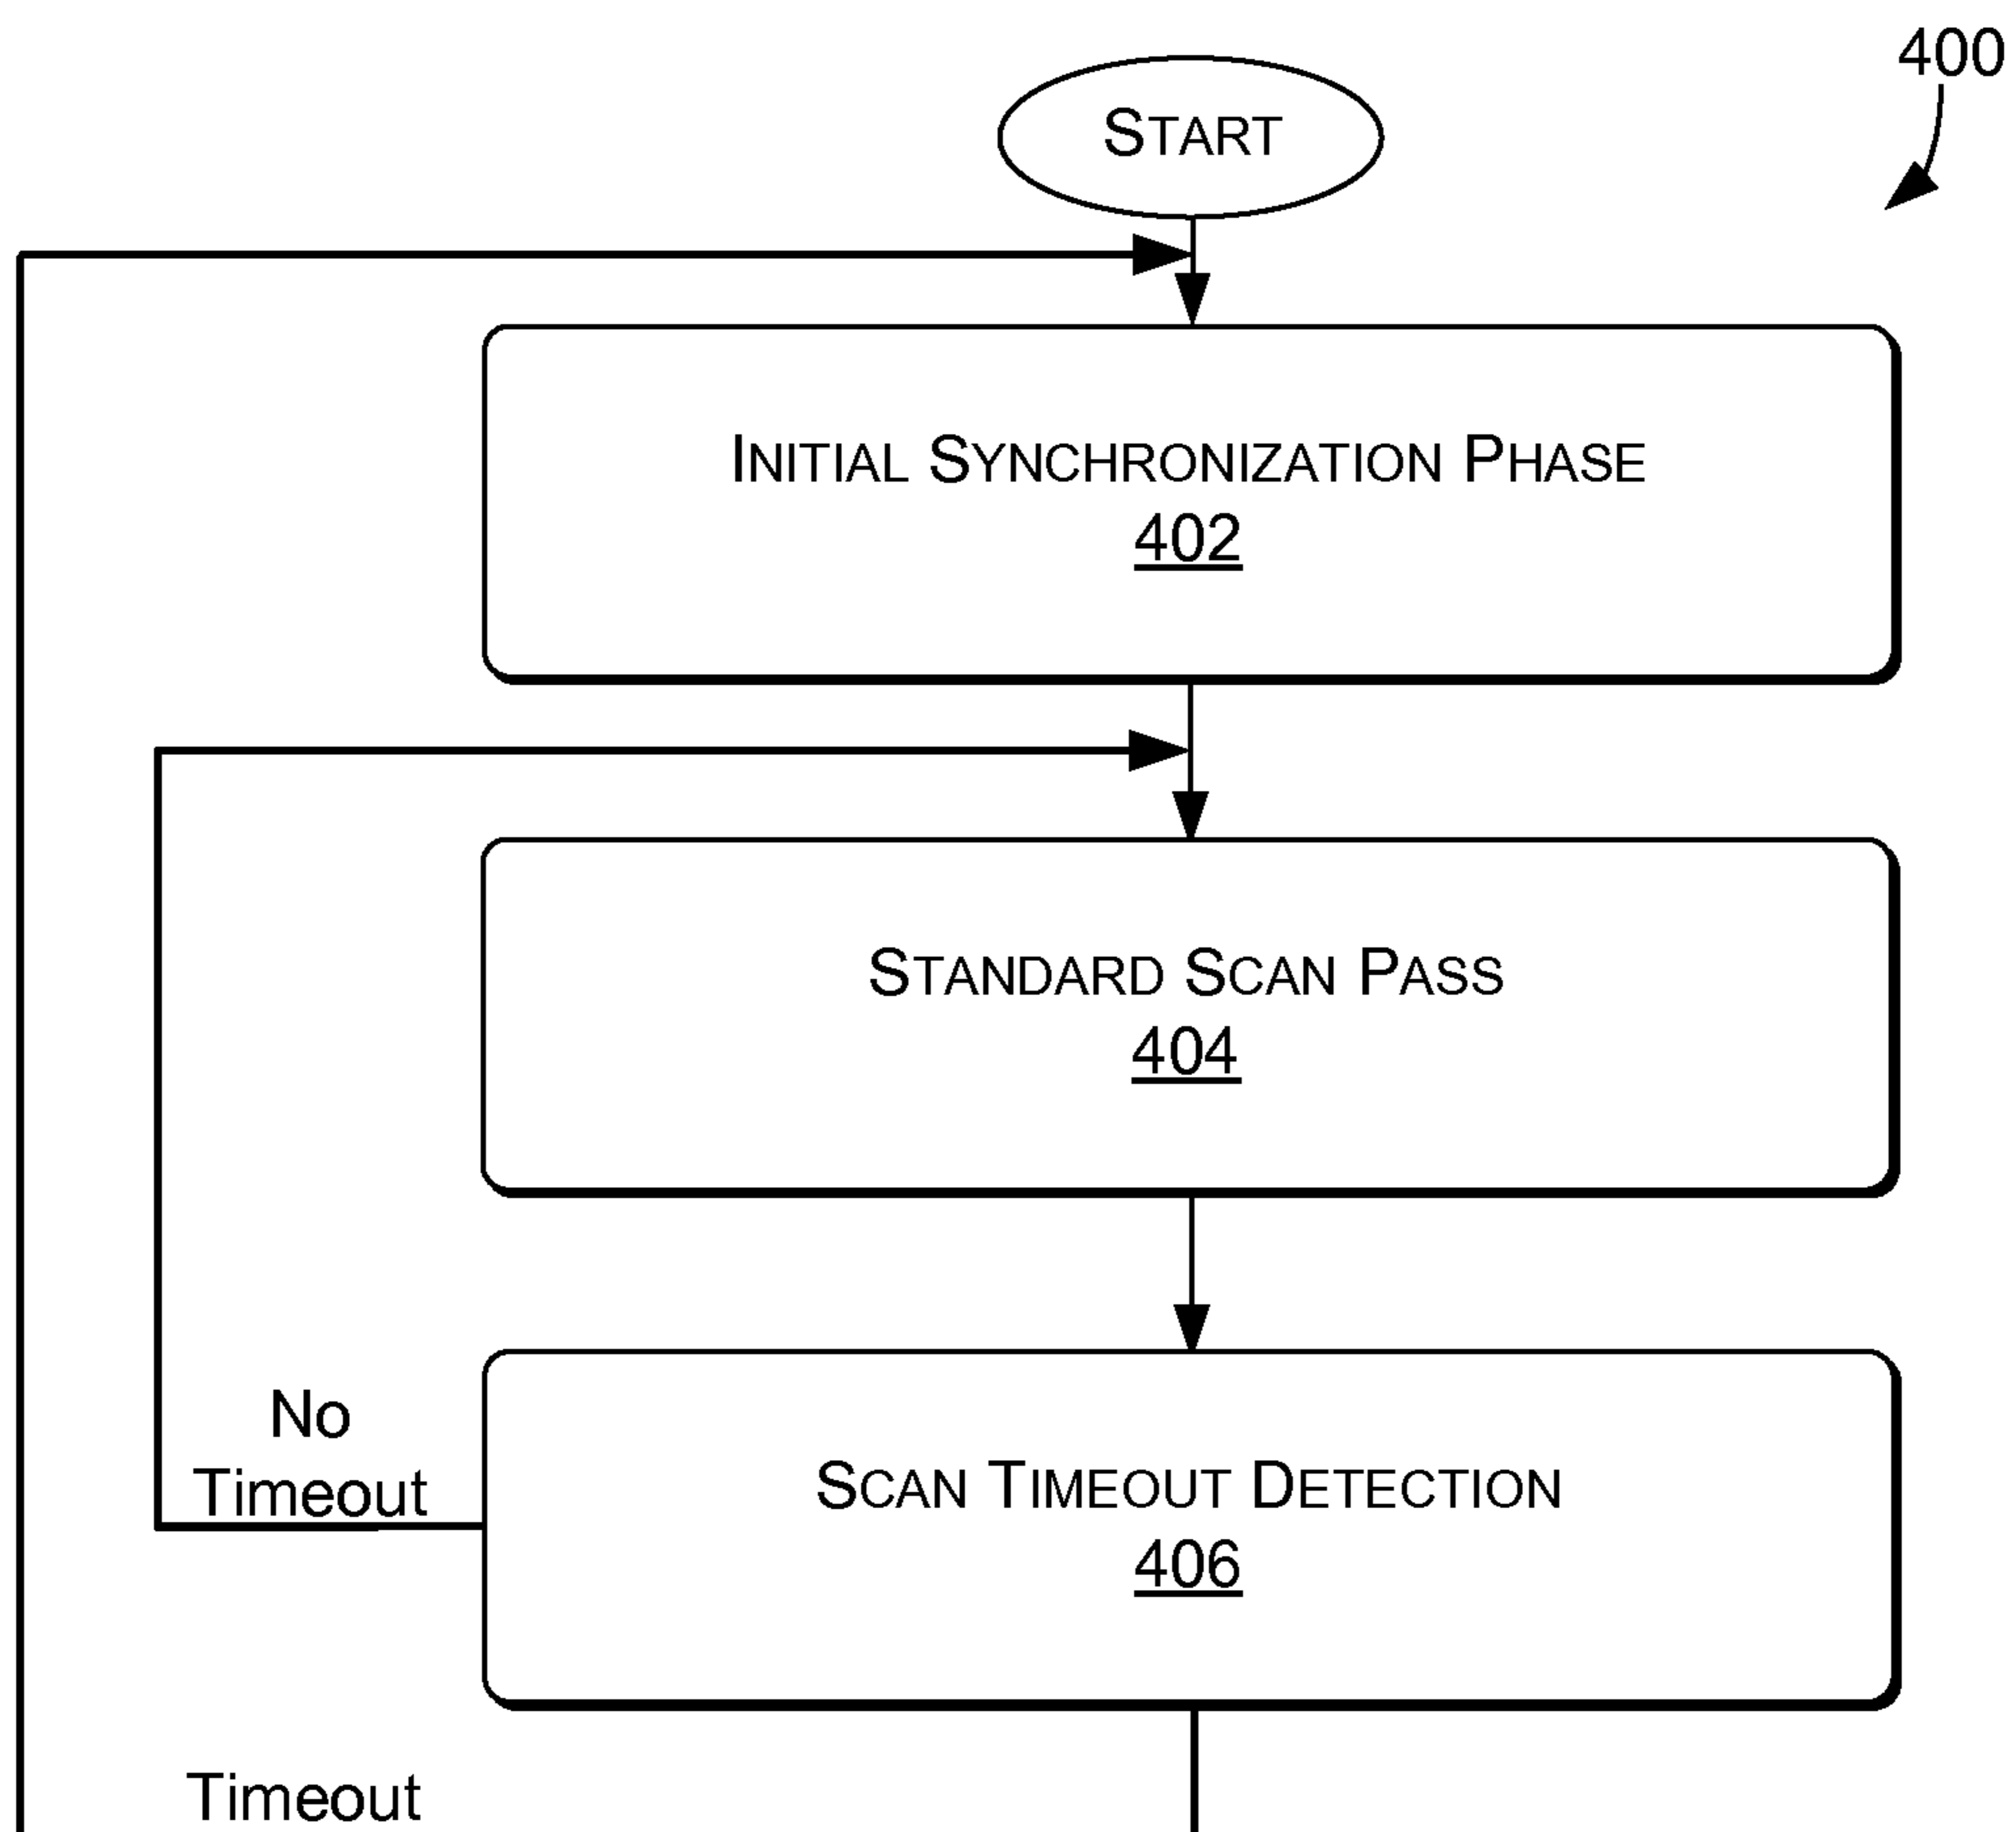 400
START
INITIAL SYNCHRONIZATION PHASE
402
STANDARD SCAN PASS
404
No
Timeout
SCAN TIMEOUT DETECTION
406
Timeout